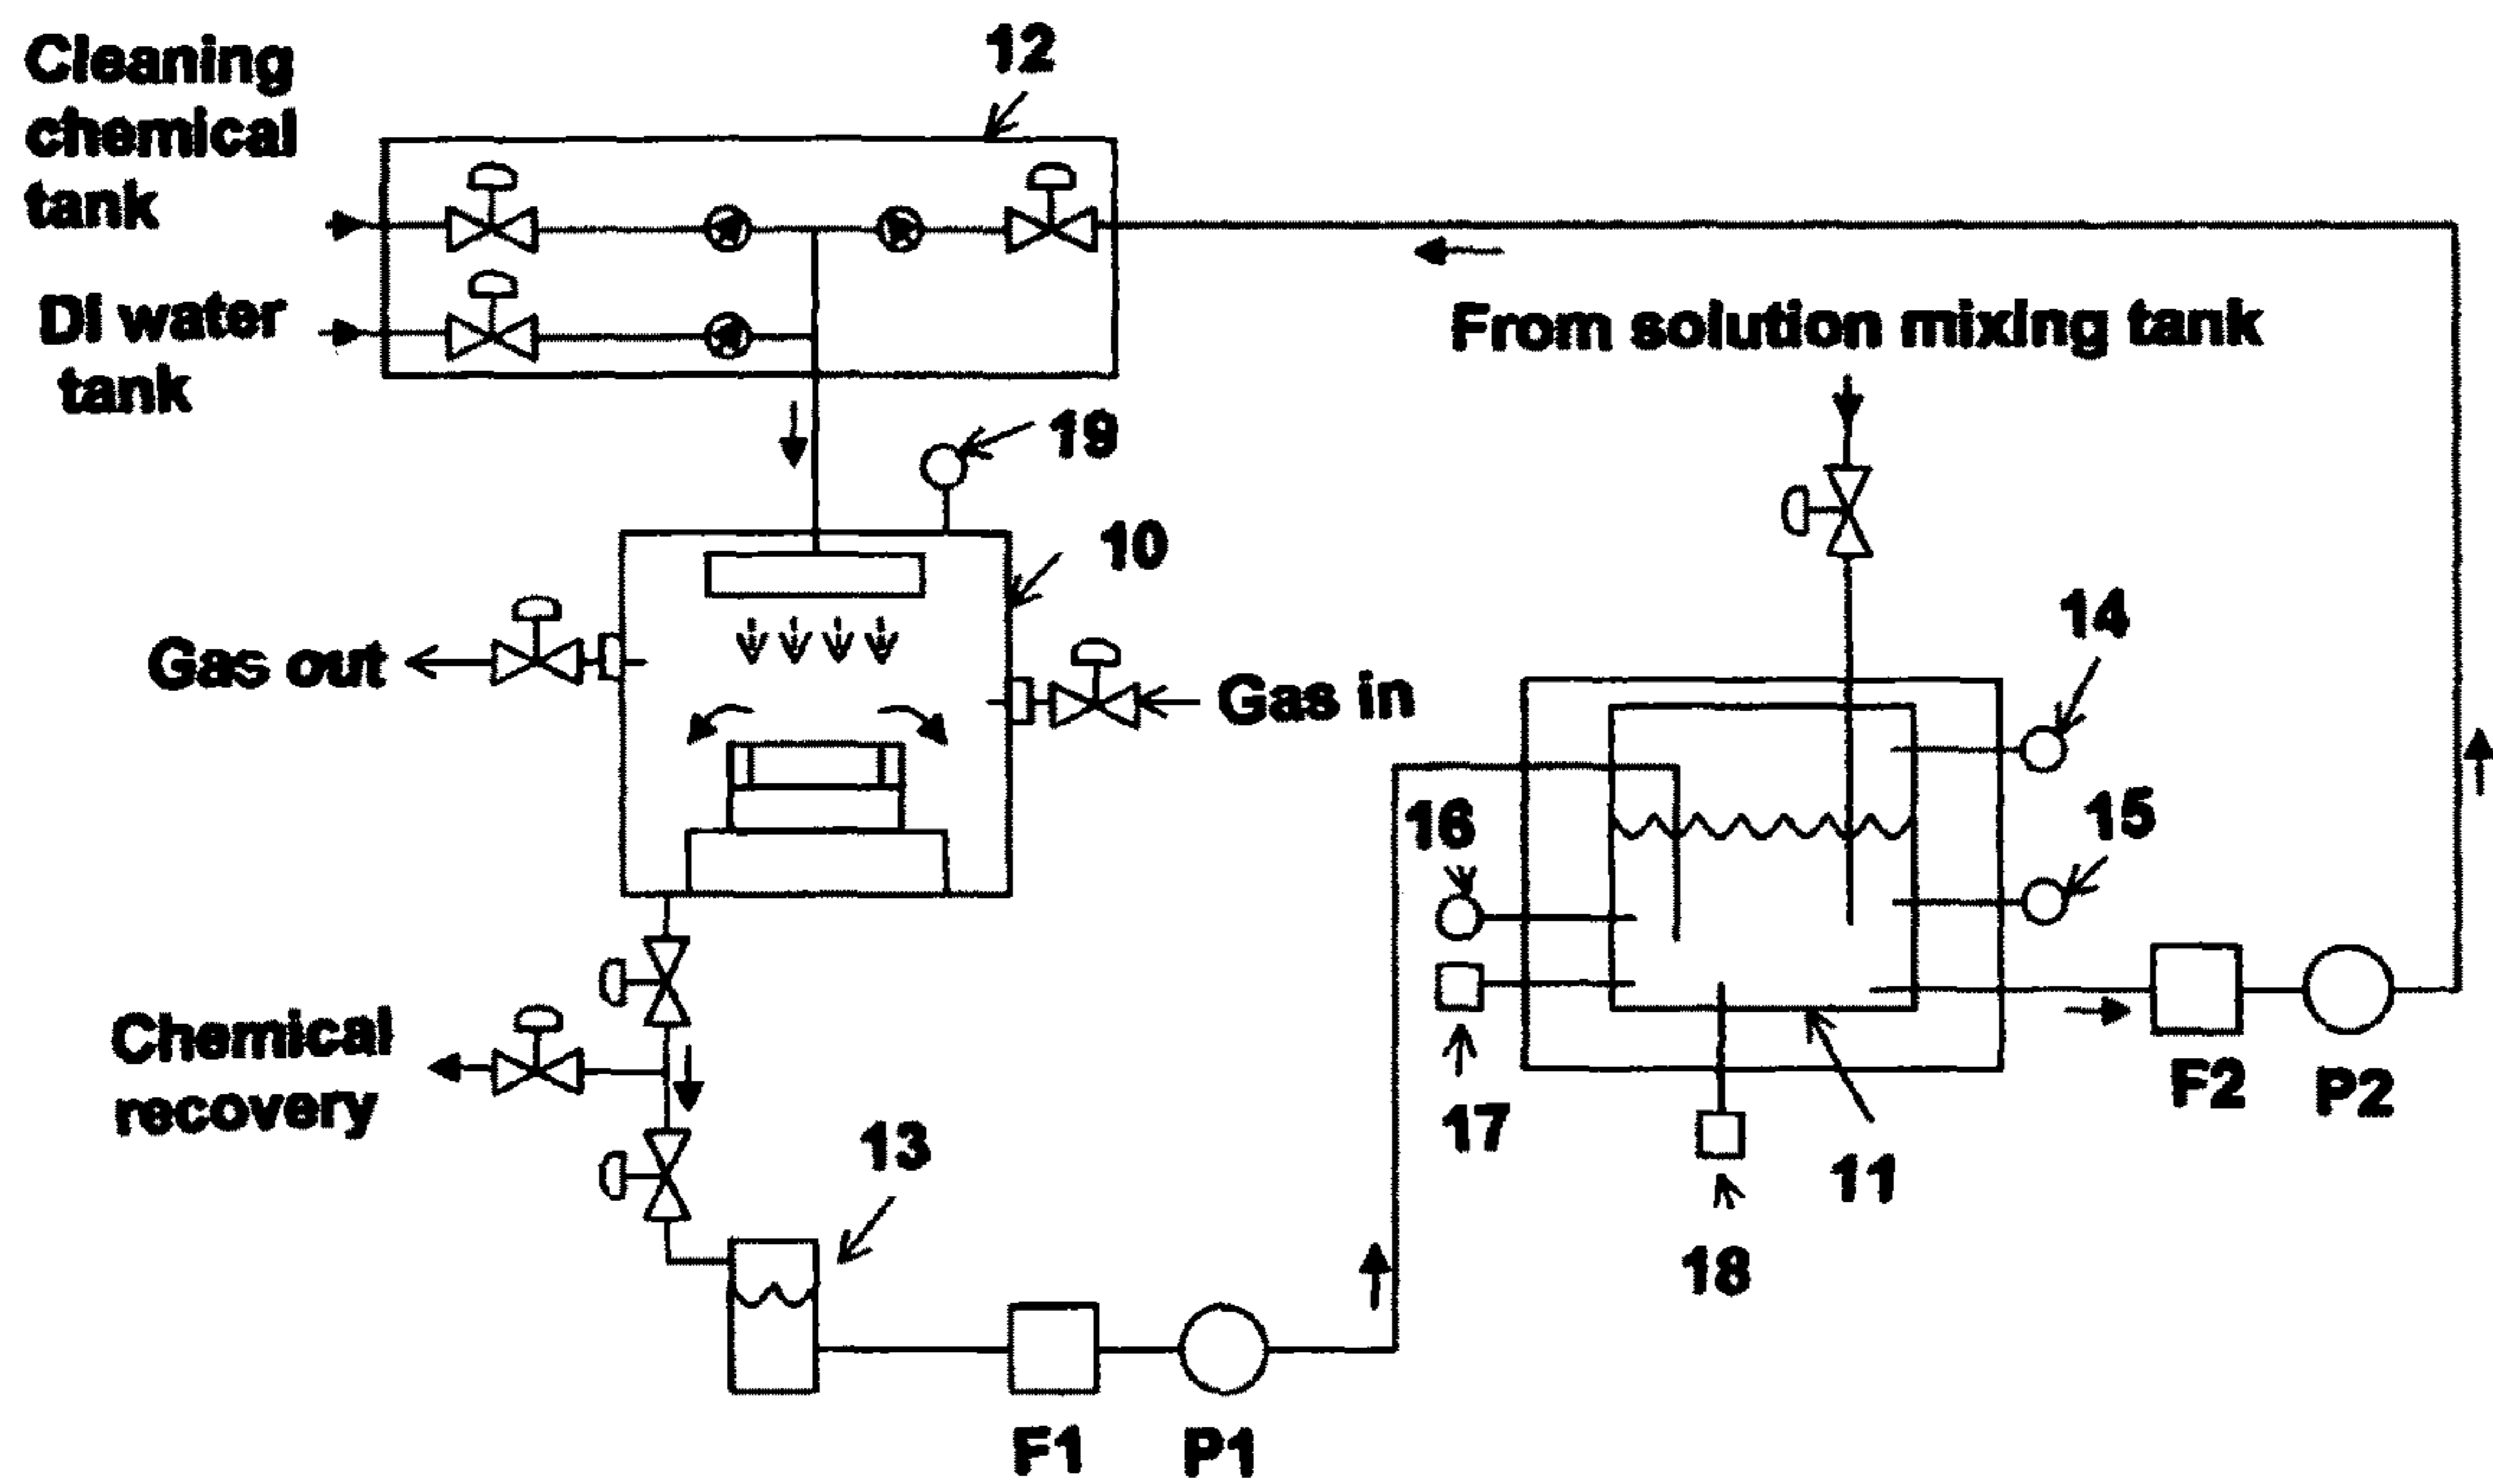 Cleaning
chemical
tank
12
DI water
tank
From solution mixing tank
19
10
14
Gas out
Gas in
16
15
Chemical
recovery
13
17
11
F2
P2
18
F1
P1